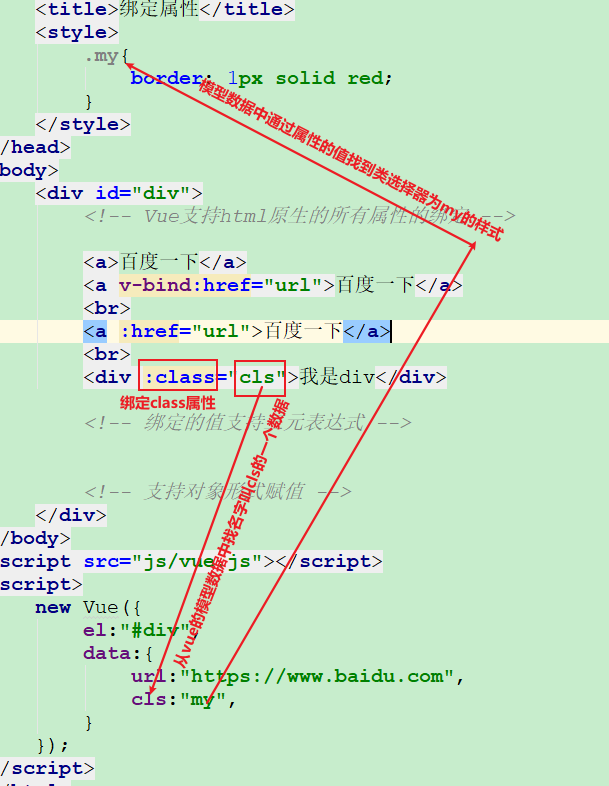 <title>绑定属性</title>
<style>
.my{
border: 1px solid red;
}
</style>
/head>
body>
<div id="div">
<!-- Vue支持html原生的所有属性的绑定 -->
<a>百度一下</a>
<a v-bind:href="url">百度一下</a>
<br>
<a :href="url">百度一下</a>
<br>
<div :class="cls">我是div</div>
绑定class属性
<!-- 绑定的值支持三元表达式 -->
<!-- 支持对象形式赋值 -->
</div>
/body>
script src="js/vue.js"></script>
script>
new Vue({
el:"#div",
data:{
url:"https://www.baidu.com",
cls:"my",
}
});
/script>
模型数据中通过属性的值找到类选择器为my的样式
从vue的模型数据中找名字叫cls的一个数据